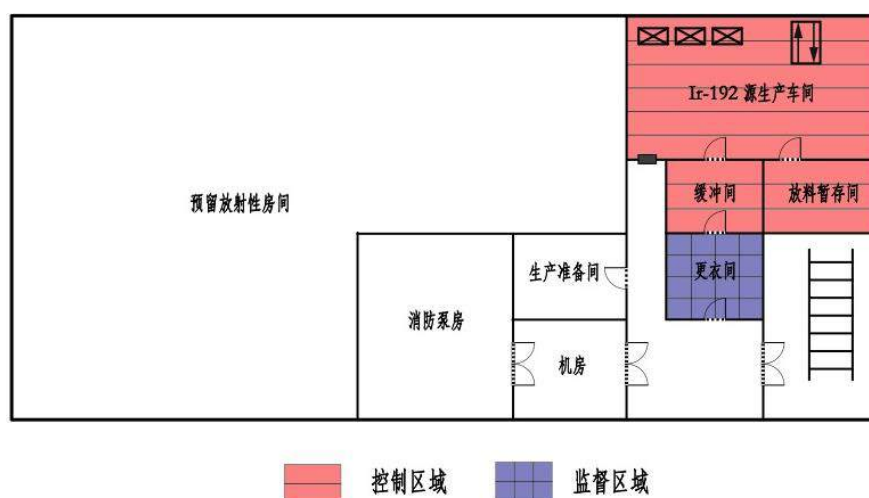 Ir-192 源生产车间
缓冲间
放料暂存间
预留放射性房间
生产准备间
更衣间
消防泵房
机房
控制区域
监督区域